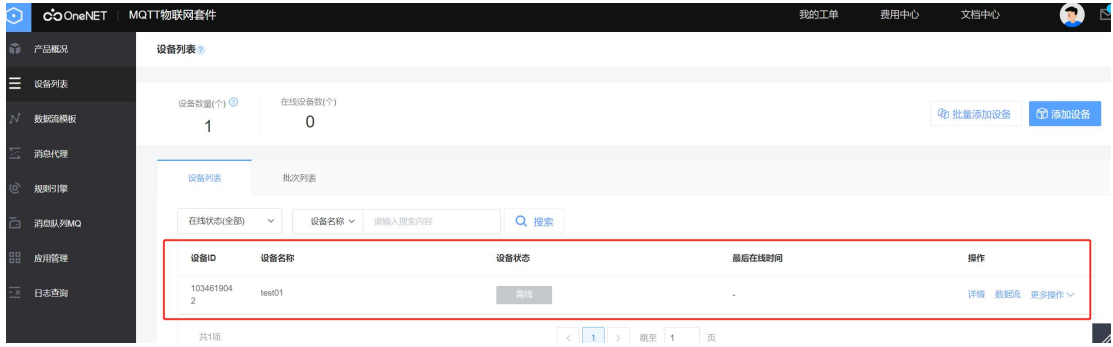 OneNET MQTT物联网套件 我的工单 费用中心 文档中心
产品概况
设备列表
数据流模板
消息代理
规则引擎
消息队列MQ
应用管理
日志查询
设备列表
设备数量(个) 在线设备数(个)
1 0
批量添加设备 添加设备
设备列表 批次列表
在线状态(全部) 设备名称 请输入搜索内容 搜索
设备ID 设备名称 设备状态 最后在线时间 操作
103461904 test01 离线 - 详情 数据流 更多操作
2
共1项 < 1 > 跳至 1 页